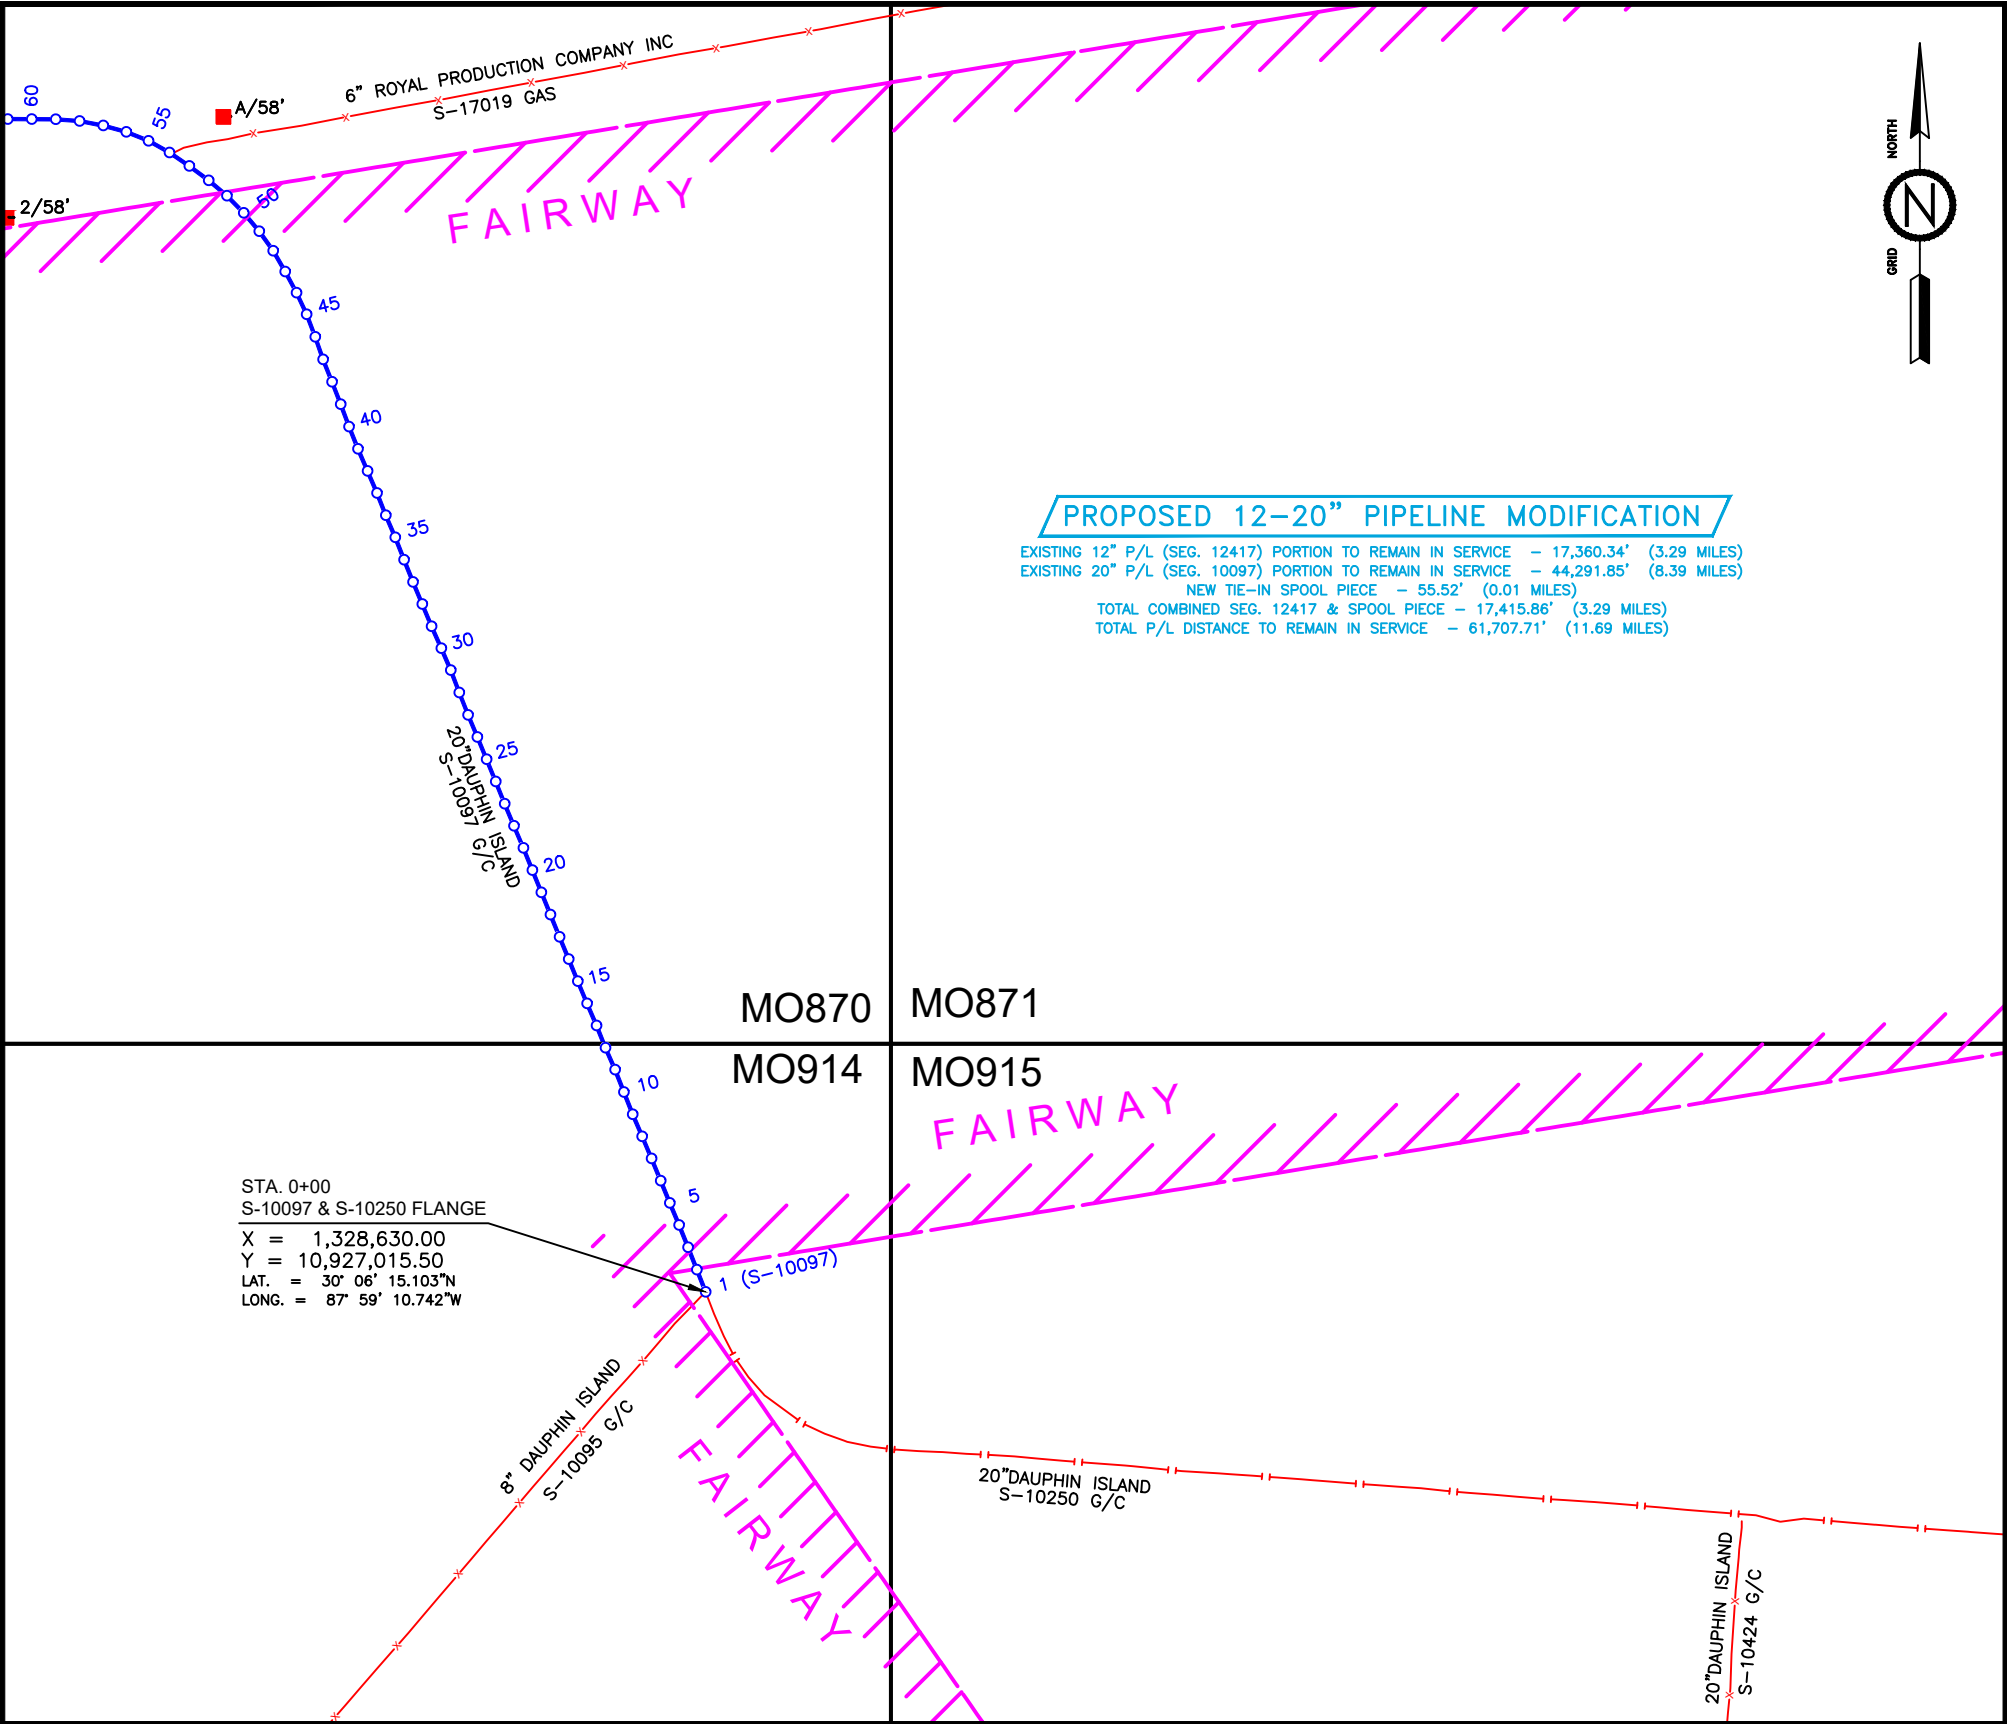 6" ROYAL PRODUCTION COMPANY INC
S-17019 GAS
60
55
A/58'
2/58'
50
FAIRWAY
NORTH
N
GRID
45
40
35
30
25
20
15
10
5
1 (S-10097)
PROPOSED 12-20" PIPELINE MODIFICATION
EXISTING 12" P/L (SEG. 12417) PORTION TO REMAIN IN SERVICE - 17,360.34' (3.29 MILES)
EXISTING 20" P/L (SEG. 10097) PORTION TO REMAIN IN SERVICE - 44,291.85' (8.39 MILES)
NEW TIE-IN SPOOL PIECE - 55.52' (0.01 MILES)
TOTAL COMBINED SEG. 12417 & SPOOL PIECE - 17,415.86' (3.29 MILES)
TOTAL P/L DISTANCE TO REMAIN IN SERVICE - 61,707.71' (11.69 MILES)
20"DAUPHIN ISLAND
S-10097 G/C
MO870
MO871
MO914
MO915
FAIRWAY
STA. 0+00
S-10097 & S-10250 FLANGE
X = 1,328,630.00
Y = 10,927,015.50
LAT. = 30° 06' 15.103"N
LONG. = 87° 59' 10.742"W
8" DAUPHIN ISLAND
S-10095 G/C
FAIRWAY
20"DAUPHIN ISLAND
S-10250 G/C
20"DAUPHIN ISLAND
S-10424 G/C